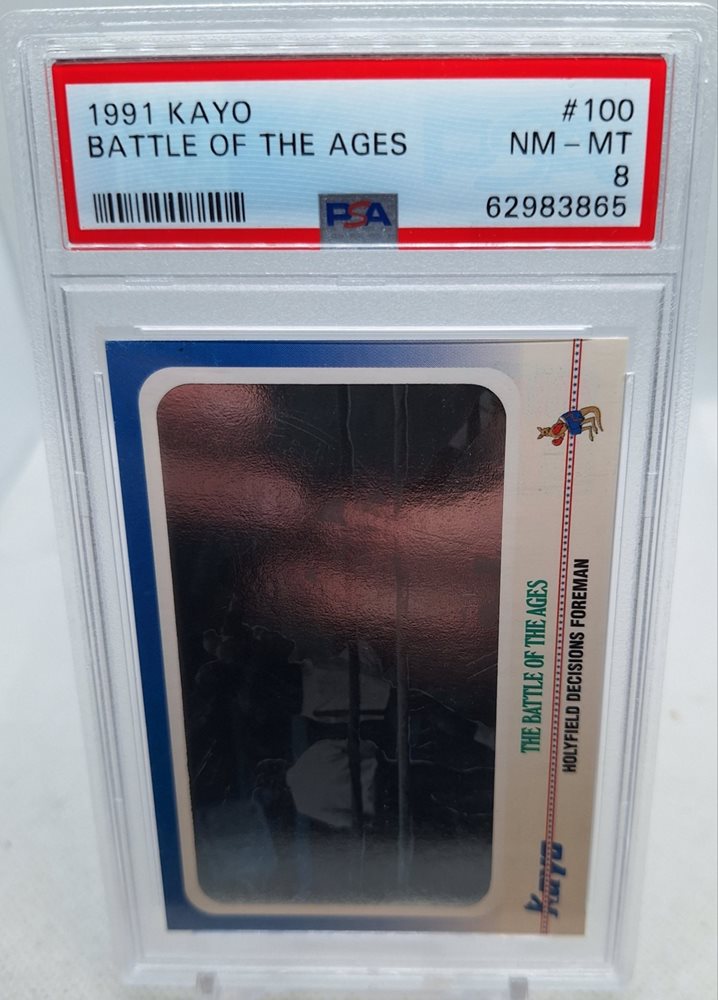 1991 KAYO #100
BATTLE OF THE AGES NM - MT
8
PSA 62983865
THE BATTLE OF THE AGES
HOLYFIELD DECISIONS FOREMAN
Kayo